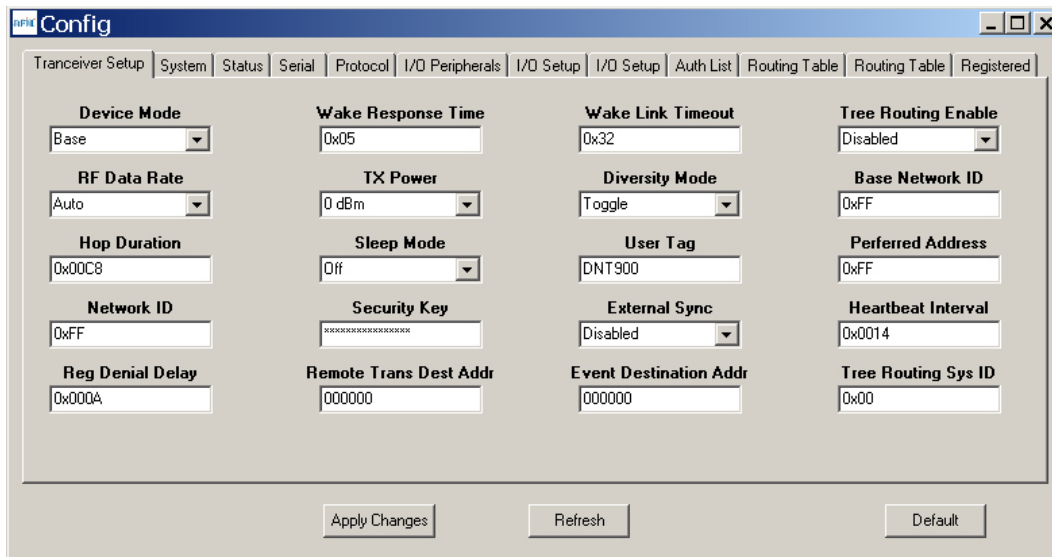 RFM Config
Tranceiver Setup System Status Serial Protocol I/O Peripherals I/O Setup I/O Setup Auth List Routing Table Routing Table Registered
Device Mode Wake Response Time Wake Link Timeout Tree Routing Enable
Base 0x05 0x32 Disabled
RF Data Rate TX Power Diversity Mode Base Network ID
Auto 0 dBm Toggle 0xFF
Hop Duration Sleep Mode User Tag Perferred Address
0x00C8 Off DNT900 0xFF
Network ID Security Key External Sync Heartbeat Interval
0xFF **************** Disabled 0x0014
Reg Denial Delay Remote Trans Dest Addr Event Destination Addr Tree Routing Sys ID
0x000A 000000 000000 0x00
Apply Changes Refresh Default